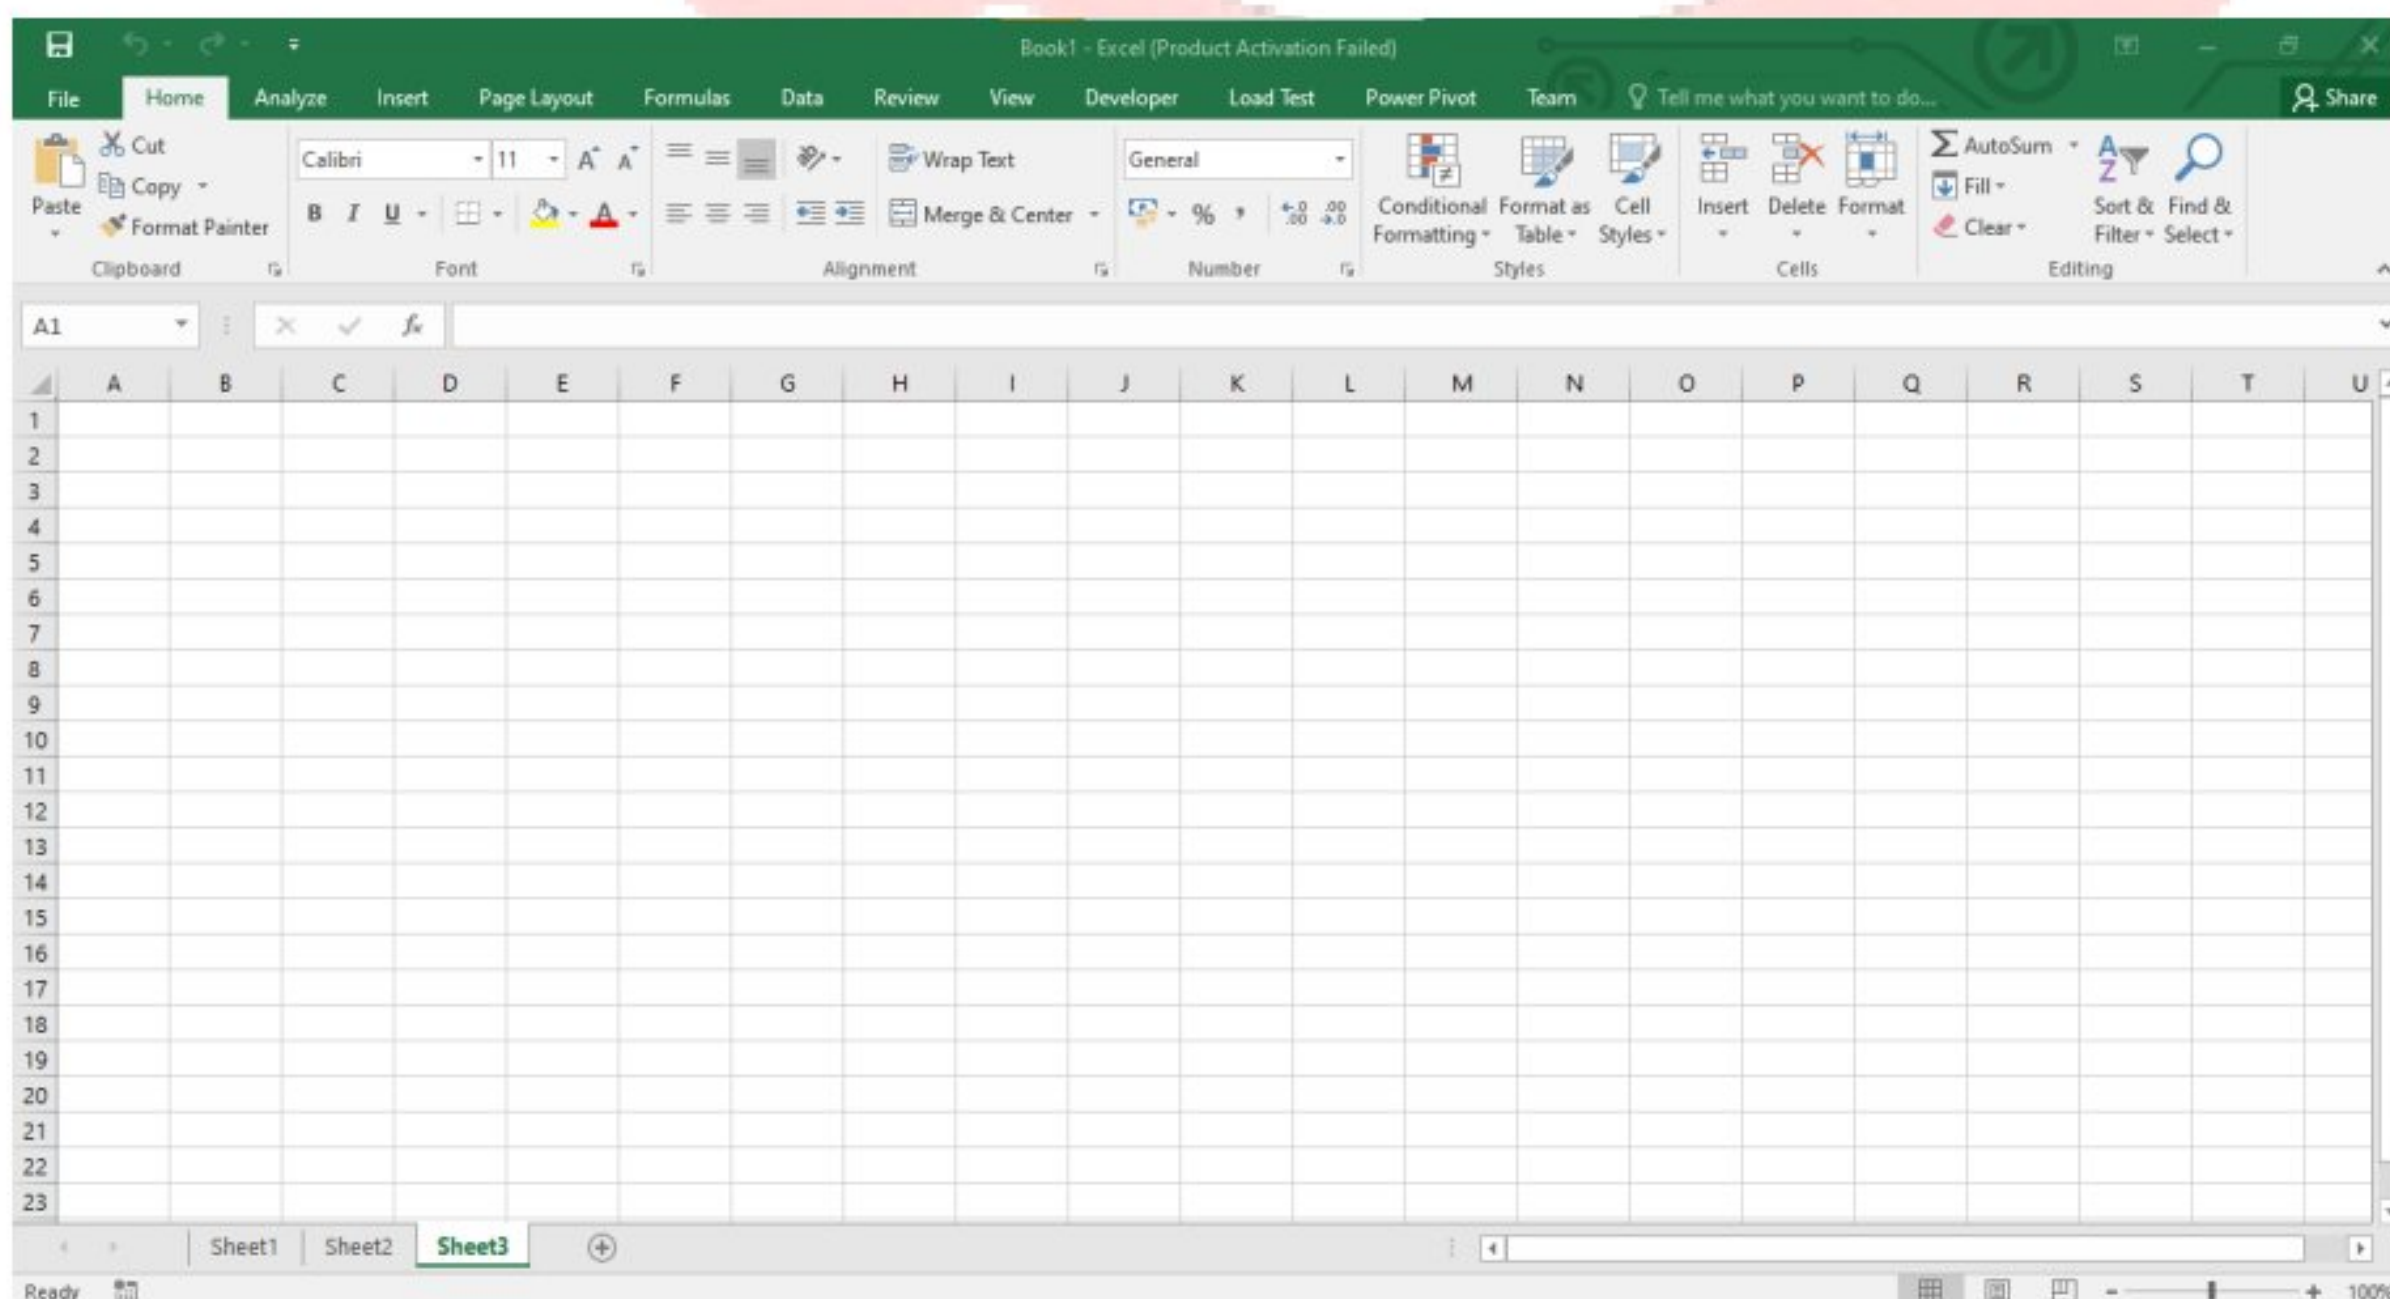 Book1 - Excel (Product Activation Failed)
File Home Analyze Insert Page Layout Formulas Data Review View Developer Load Test Power Pivot Team Tell me what you want to do... Share
Paste
Cut
Copy
Format Painter
Clipboard
Calibri 11
B I U
Font
Wrap Text
Merge & Center
Alignment
General
%
Number
Conditional Formatting
Format as Table
Cell Styles
Styles
Insert Delete Format
Cells
AutoSum
Fill
Clear
Sort & Filter
Find & Select
Editing
A1 fx
A B C D E F G H I J K L M N O P Q R S T U
1
2
3
4
5
6
7
8
9
10
11
12
13
14
15
16
17
18
19
20
21
22
23
Sheet1 Sheet2 Sheet3
Ready 100%